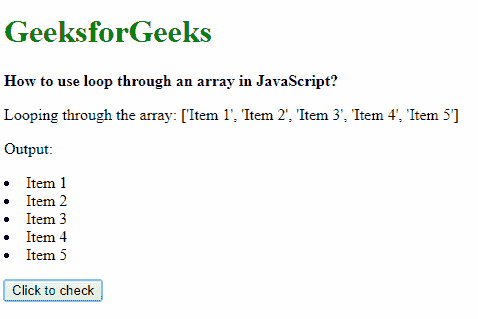 GeeksforGeeks
How to use loop through an array in JavaScript?
Looping through the array: ['Item 1', 'Item 2', 'Item 3', 'Item 4', 'Item 5']
Output:
• Item 1
• Item 2
• Item 3
• Item 4
• Item 5
Click to check